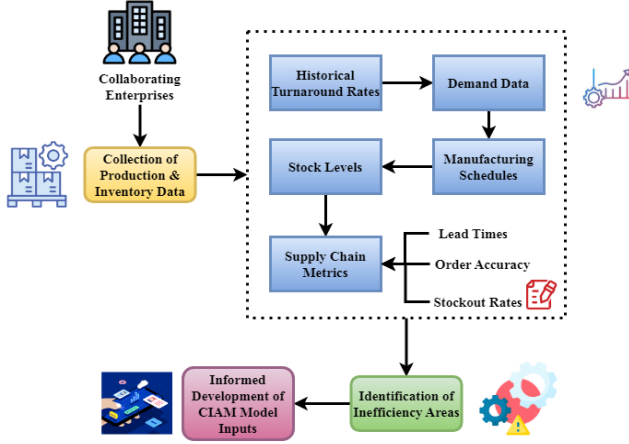 Collaborating
Enterprises
Collection of
Production &
Inventory Data
Historical
Turnaround Rates
Demand Data
Manufacturing
Schedules
Stock Levels
Supply Chain
Metrics
Lead Times
Order Accuracy
Stockout Rates
Identification of
Inefficiency Areas
Informed
Development of
CIAM Model
Inputs